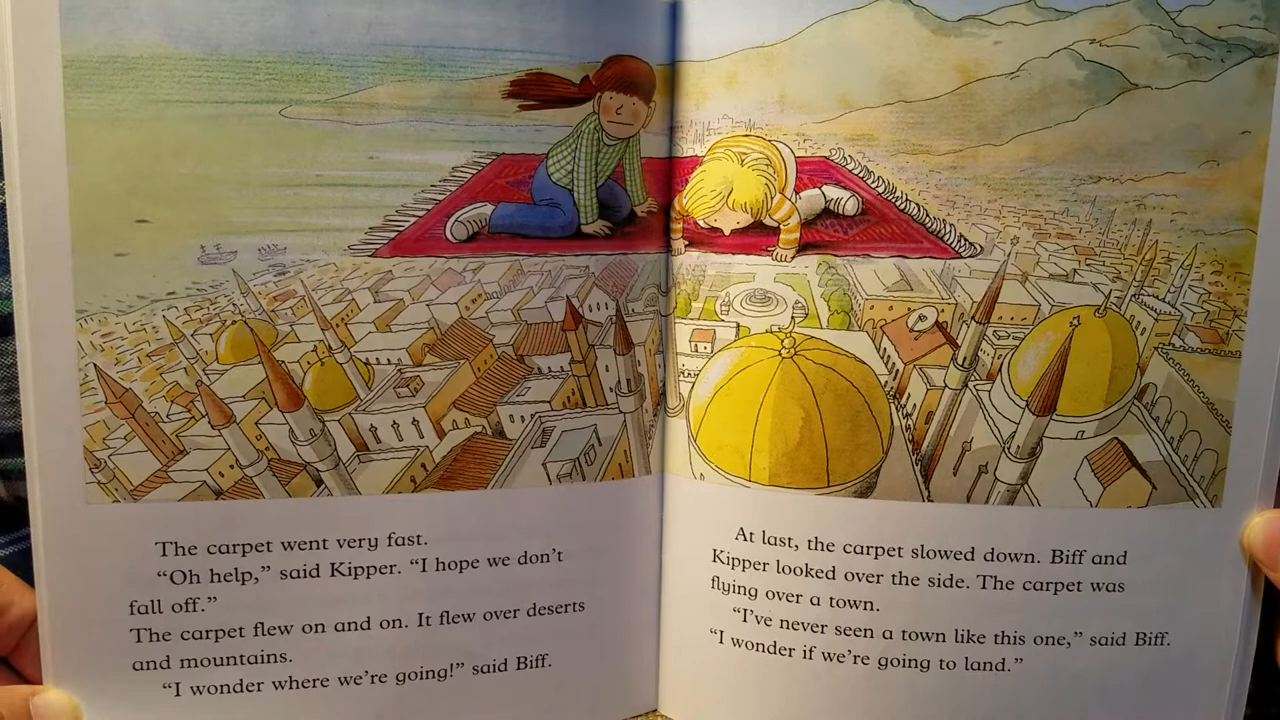 The carpet went very fast.
“Oh help,” said Kipper. “I hope we don’t
fall off.”
The carpet flew on and on. It flew over deserts
and mountains.
“I wonder where we’re going!” said Biff.
At last, the carpet slowed down. Biff and
Kipper looked over the side. The carpet was
flying over a town.
“I’ve never seen a town like this one,” said Biff.
“I wonder if we’re going to land.”